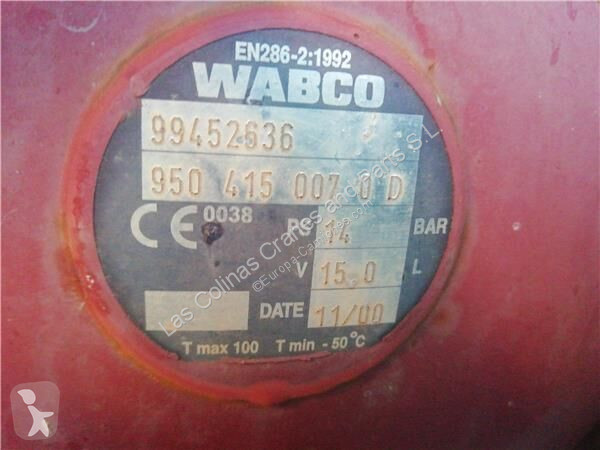 EN286-2:1992
WABCO
99452636
950 415 007 0 D
CE 0038 PS 14 BAR
V 15,0 L
DATE 11/00
T max 100 T min - 50 °C
Las Colinas Cranes and Parts S.L.